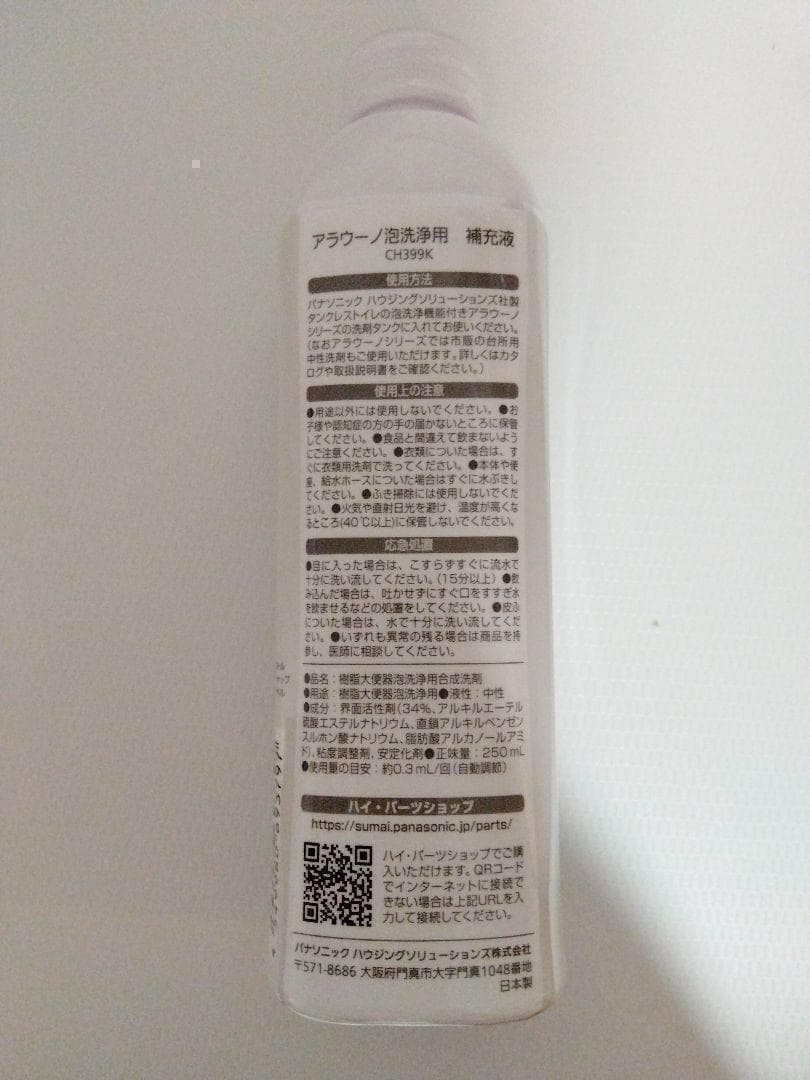 アラウーノ泡洗浄用 補充液
CH399K
使用方法
パナソニック ハウジングソリューションズ社製
タンクレストイレの泡洗浄機能付きアラウーノ
シリーズの洗剤タンクに入れてお使いください。
(なおアラウーノシリーズでは市販の台所用
中性洗剤もご使用いただけます。詳しくはカタ
ログや取扱説明書をご確認ください。)
使用上の注意
●用途以外には使用しないでください。●お
子様や認知症の方の手の届かないところに保管
してください。●食品と間違えて飲まないよう
にご注意ください。●衣類についた場合は、す
ぐに衣類用洗剤で洗ってください。●本体や便
座、給水ホースについた場合はすぐに水ぶきし
てください。●ふき掃除には使用しないでくだ
さい。●火気や直射日光を避け、温度が高くな
るところ(40℃以上)に保管しないでください。
応急処置
●目に入った場合は、こすらずすぐに流水で
十分に洗い流してください。(15分以上)●飲
み込んだ場合は、吐かせずにすぐ口をすすぎ水
を飲ませるなどの処置をしてください。●皮ふ
についた場合は、水で十分に洗い流してくだ
さい。●いずれも異常の残る場合は商品を持
参し、医師に相談してください。
●品名：樹脂大便器泡洗浄用合成洗剤
●用途：樹脂大便器泡洗浄用●液性：中性
●成分：界面活性剤(34%、アルキルエーテル
硫酸エステルナトリウム、直鎖アルキルベンゼン
スルホン酸ナトリウム、脂肪酸アルカノールアミ
ド)、粘度調整剤、安定化剤●正味量：250mL
●使用量の目安：約0.3mL/回(自動調節)
ハイ・パーツショップ
https://sumai.panasonic.jp/parts/
ハイ・パーツショップでご購
入いただけます。QRコード
でインターネットに接続で
きない場合は上記URLを入
力して接続してください。
パナソニック ハウジングソリューションズ株式会社
〒571-8686 大阪府門真市大字門真1048番地
日本製